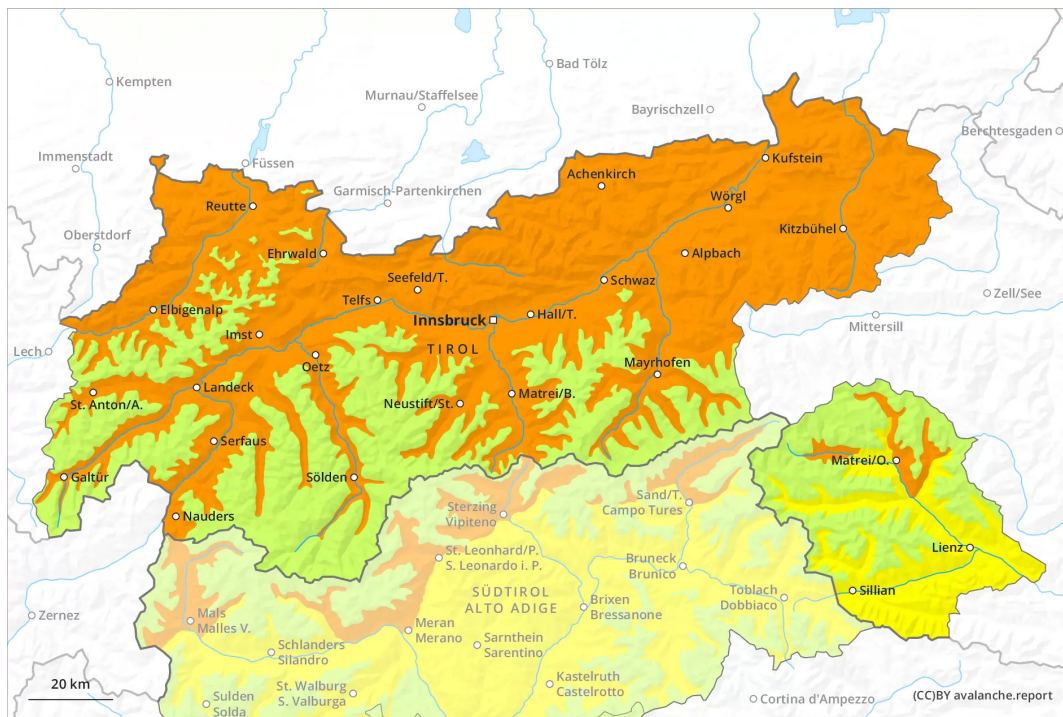 Kempten
Bad Tölz
Murnau/Staffelsee
Bayrischzell
Berchtesgaden
Immenstadt
Füssen
Kufstein
Garmisch-Partenkirchen
Achenkirch
Reutte
Wörgl
Oberstdorf
Kitzbühel
Ehrwald
Alpbach
Seefeld/T.
Schwaz
Zell/See
Telfs
Elbigenalp
Hall/T.
Innsbruck
Mittersill
Imst
TIROL
Lech
Oetz
Mayrhofen
Landeck
St. Anton/A.
Matrei/B.
Neustift/St.
Serfaus
Matrei/O.
Galtür
Sölden
Sand/T.
Campo Tures
Sterzing
Vipiteno
Nauders
Lienz
St. Leonhard/P.
S. Leonardo i. P.
Bruneck
Brunico
SÜDTIROL
ALTO ADIGE
Sillian
Toblach
Dobbiaco
Brixen
Bressanone
Zernez
Mals
Malles V.
Meran
Merano
Sarnthein
Sarentino
Schlanders
Silandro
Kastelruth
Castelrotto
20 km
St. Walburg
S. Valburga
Sulden
Solda
Cortina d'Ampezzo
(CC)BY avalanche.report